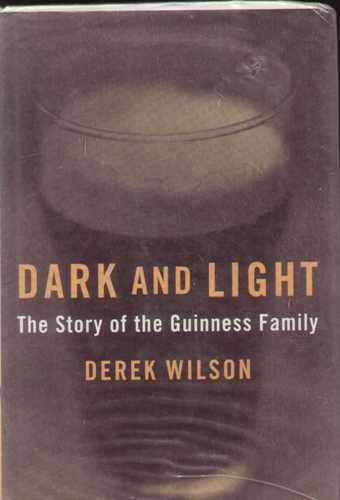 DARK AND LIGHT
The Story of the Guinness Family
DEREK WILSON